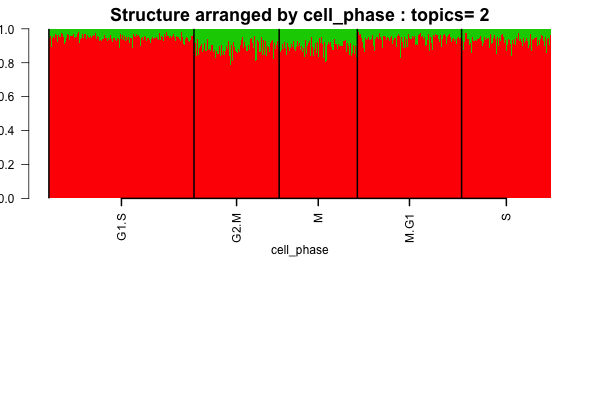 Structure arranged by cell_phase : topics= 2
1.0
0.8
0.6
0.4
0.2
0.0
G1.S
G2.M
M
M.G1
S
cell_phase